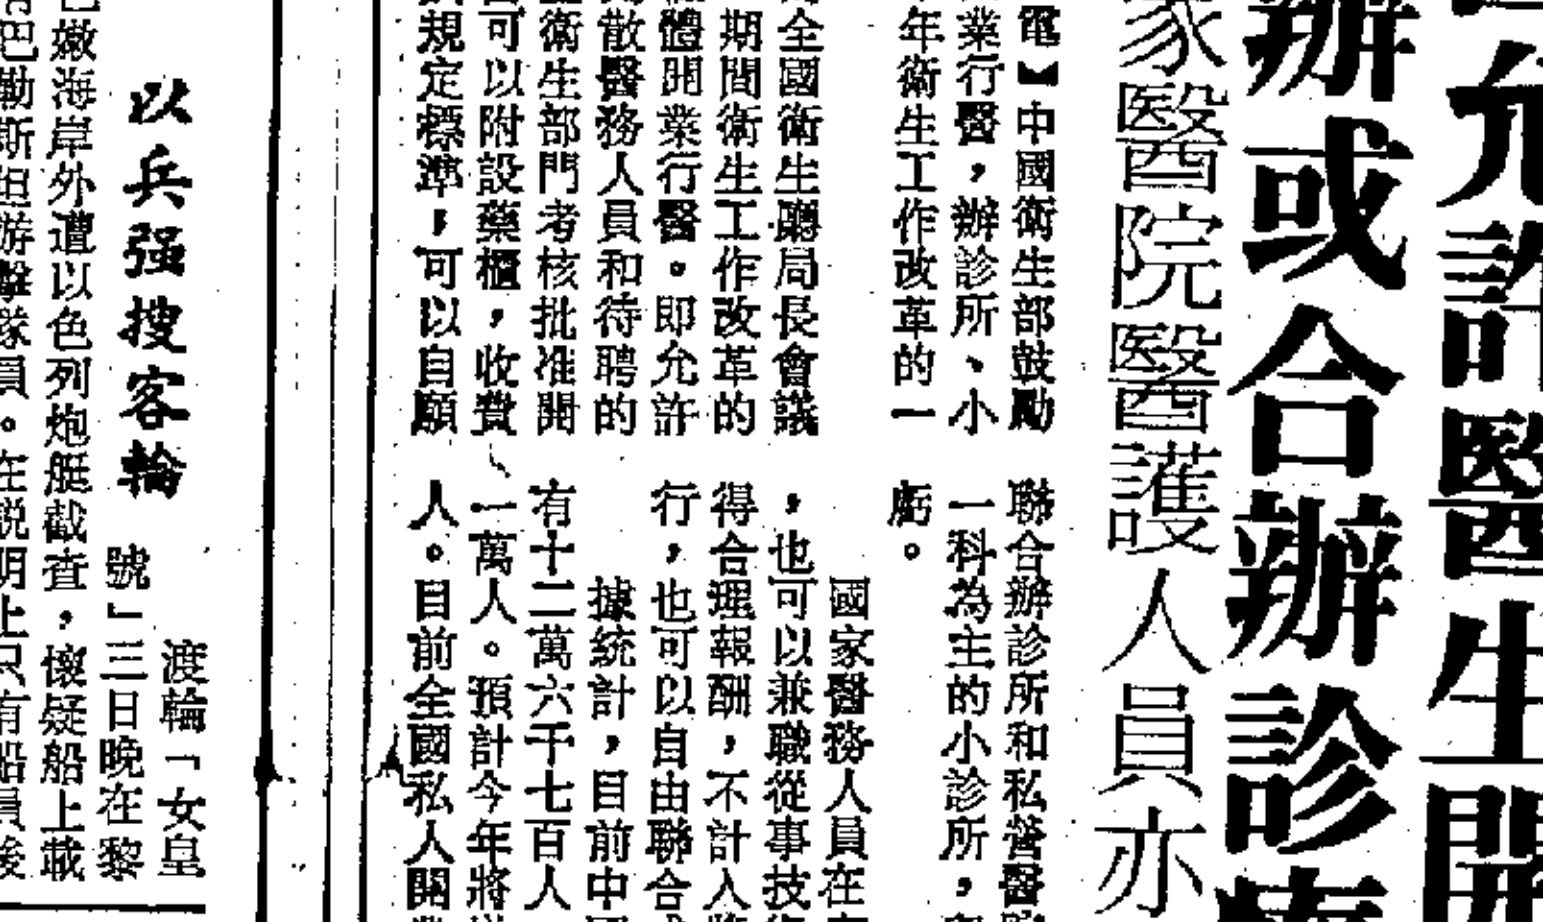 允許醫生開
辦或合辦診
家醫院醫護人員亦
電】中國衛生部鼓勵
業行醫，辦診所、小
年衛生工作改革的一
全國衛生廳局長會議
期間衛生工作改革的
體開業行醫。即允許
散醫務人員和待聘的
衛生部門考核批准開
可以附設藥櫃，收費
規定標準，可以自願
聯合辦診所和私營醫
一科為主的小診所，
虧。
國家醫務人員在
，也可以兼職從事技
得合理報酬，不計入
行，也可以自由聯合
據統計，目前中
有十二萬六千七百人
一萬人。預計今年將
人。目前全國私人開
以兵强搜客輪
渡輪「女皇
號」三日晚在黎
嫩海岸外遭以色列炮艇截查，懷疑船上載
巴勒斯坦游擊隊員。在説明上只有船員後